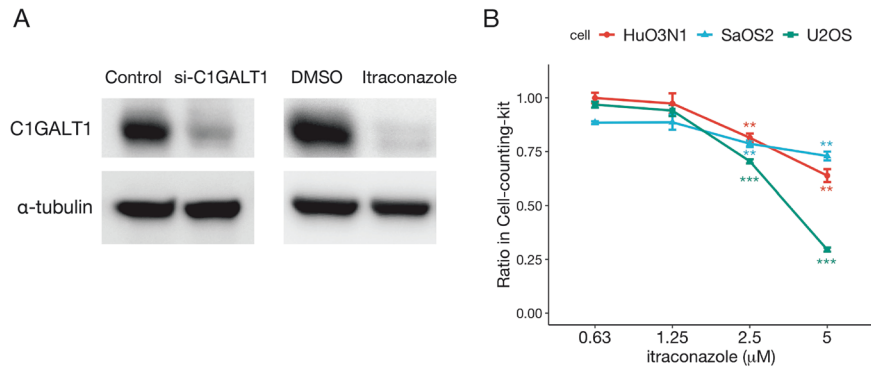 A
Control si-C1GALT1 DMSO Itraconazole
C1GALT1
α-tubulin
B
cell HuO3N1 SaOS2 U2OS
Ratio in Cell-counting-kit
1.00
0.75
0.50
0.25
0.00
** 
**
**
**
***
***
0.63 1.25 2.5 5
itraconazole (μM)